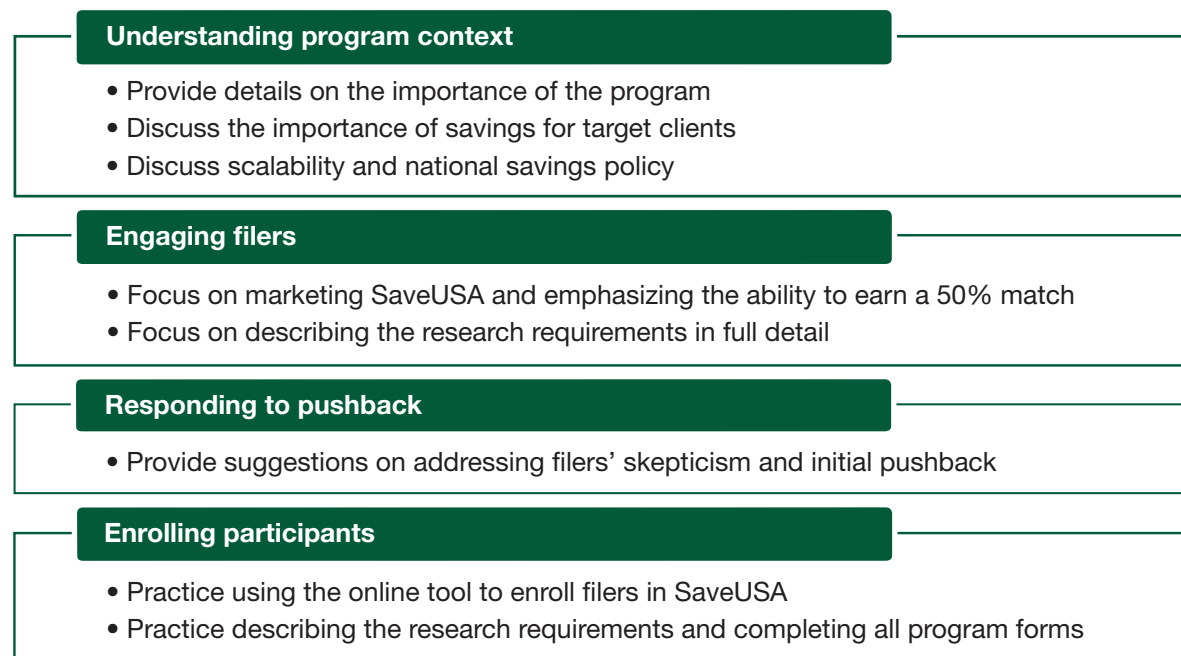 Understanding program context
• Provide details on the importance of the program
• Discuss the importance of savings for target clients
• Discuss scalability and national savings policy
Engaging filers
• Focus on marketing SaveUSA and emphasizing the ability to earn a 50% match
• Focus on describing the research requirements in full detail
Responding to pushback
• Provide suggestions on addressing filers’ skepticism and initial pushback
Enrolling participants
• Practice using the online tool to enroll filers in SaveUSA
• Practice describing the research requirements and completing all program forms